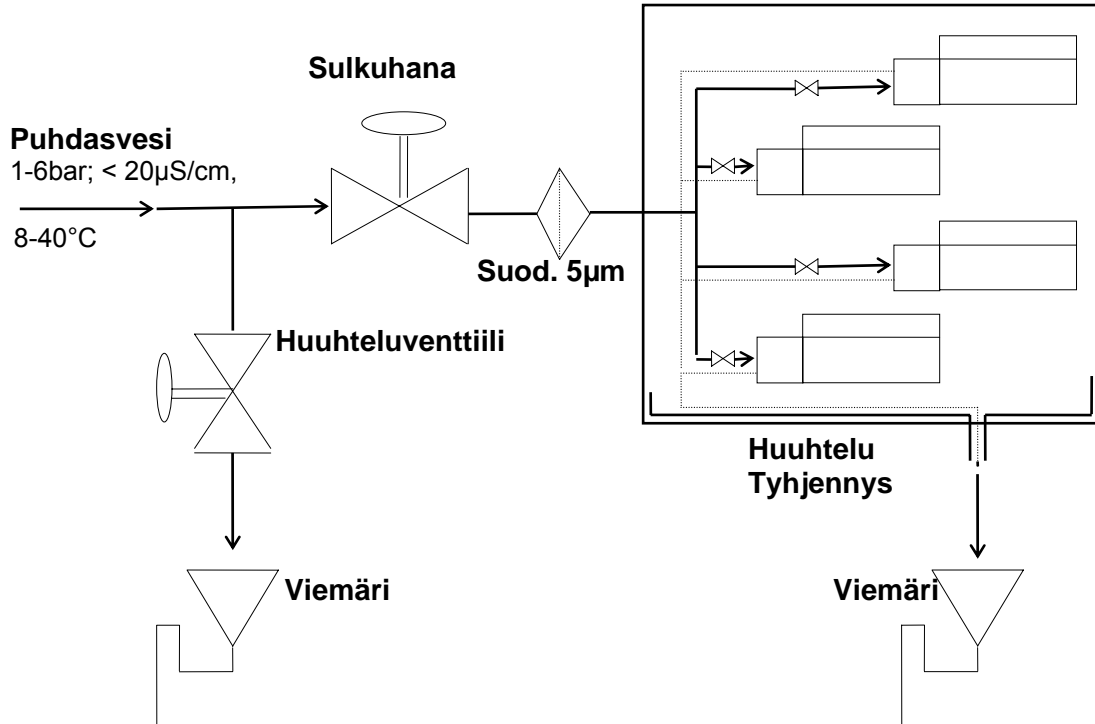 Sulkuhana
Puhdasvesi
1-6bar; < 20µS/cm,
8-40°C
Suod. 5µm
Huuhteluventtiili
Huuhtelu
Tyhjennys
Viemäri
Viemäri